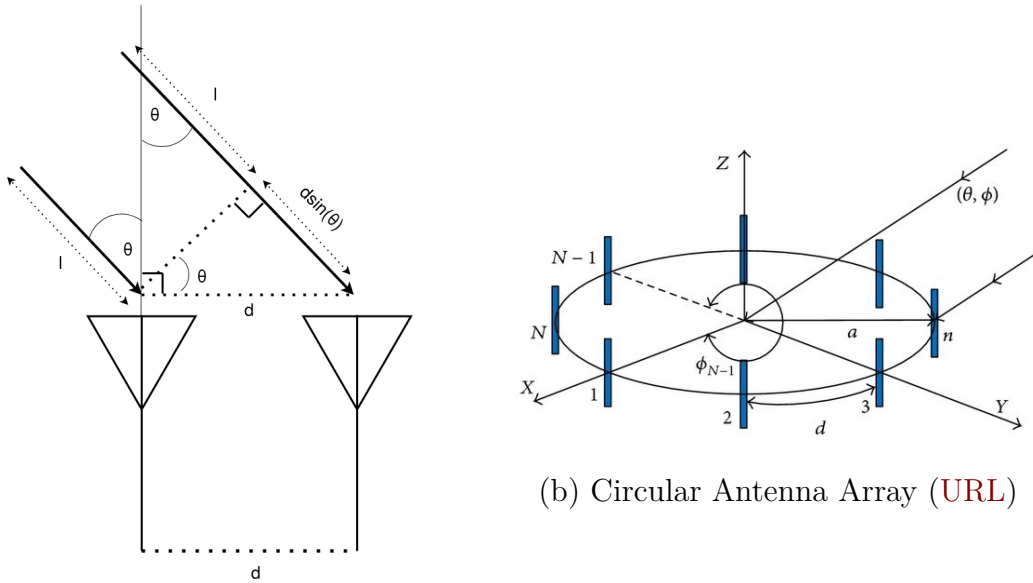 l
θ
dsin(θ)
θ
l
θ
d
d
Z
(θ, ϕ)
N − 1
N
a
n
ϕN−1
X
1
2
3
Y
d
(b) Circular Antenna Array (URL)